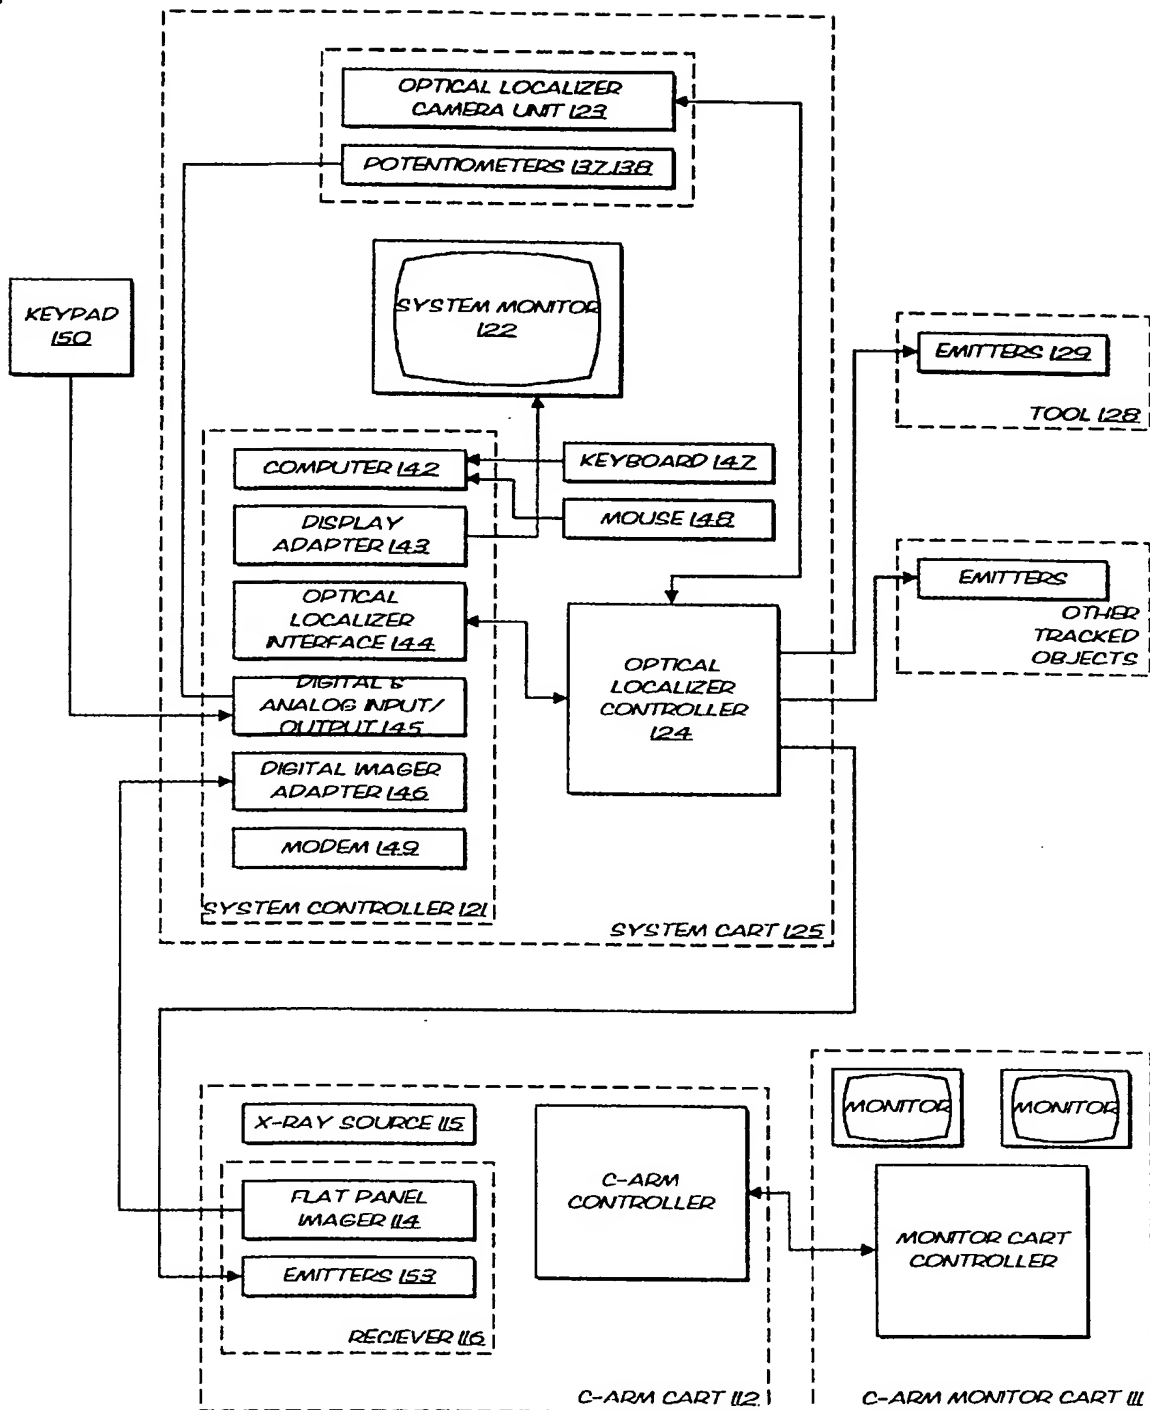 OPTICAL LOCALIZER
CAMERA UNIT 123
POTENTIOMETERS 137,138
SYSTEM MONITOR
122
KEYPAD
150
EMITTERS 129
TOOL 128
COMPUTER 142
KEYBOARD 147
DISPLAY
ADAPTER 143
MOUSE 148
OPTICAL
LOCALIZER
INTERFACE 144
EMITTERS
OTHER
TRACKED
OBJECTS
OPTICAL
LOCALIZER
CONTROLLER
124
DIGITAL &
ANALOG INPUT/
OUTPUT 145
DIGITAL IMAGER
ADAPTER 146
MODEM 149
SYSTEM CONTROLLER 121
SYSTEM CART 125
X-RAY SOURCE 115
FLAT PANEL
IMAGER 114
EMITTERS 153
RECIEVER 116
C-ARM
CONTROLLER
C-ARM CART 112
MONITOR
MONITOR
MONITOR CART
CONTROLLER
C-ARM MONITOR CART 111